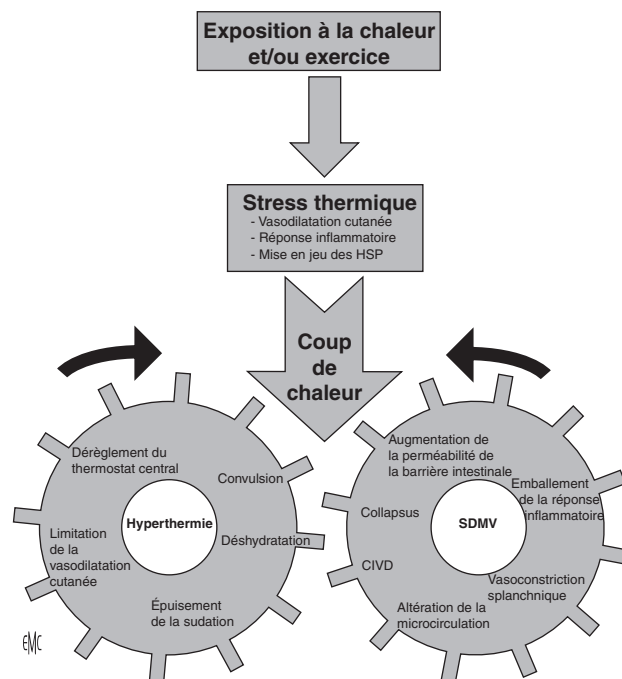 Exposition à la chaleur
et/ou exercice
Stress thermique
- Vasodilatation cutanée
- Réponse inflammatoire
- Mise en jeu des HSP
Coup
de
chaleur
Dérèglement du
thermostat central
Convulsion
Hyperthermie
Déshydratation
Limitation
de la
vasodilatation
cutanée
Épuisement
de la sudation
Augmentation de
la perméabilité de
la barrière intestinale
Emballement
de la réponse
inflammatoire
Collapsus
SDMV
CIVD
Vasoconstriction
splanchnique
Altération de la
microcirculation
EMC